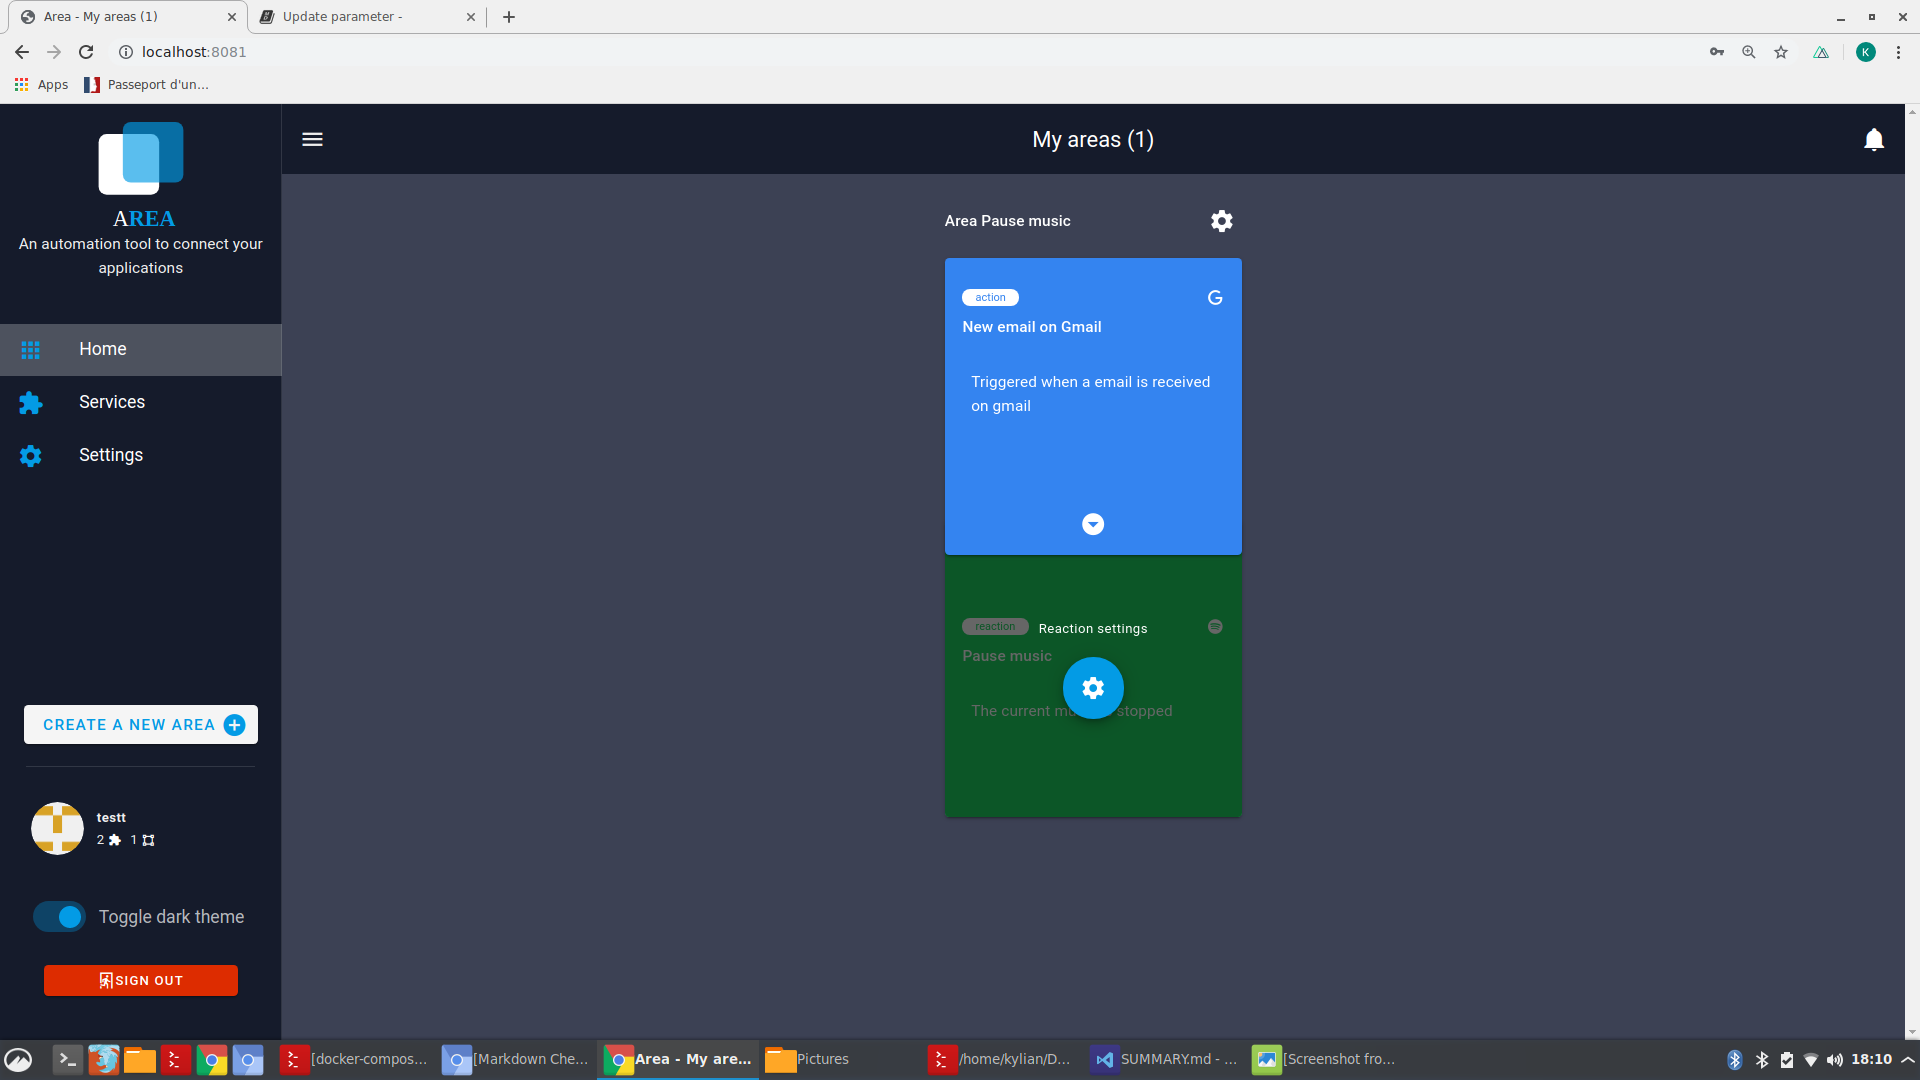 Area - My areas (1)
Update parameter -
localhost:8081
K
Apps
Passeport d'un...
AREA
An automation tool to connect your
applications
Home
Services
Settings
CREATE A NEW AREA
testt
2
1
Toggle dark theme
SIGN OUT
My areas (1)
Area Pause music
action
G
New email on Gmail
Triggered when a email is received
on gmail
reaction
Reaction settings
Pause music
The current stopped
[docker-compos...
[Markdown Che...
Area - My are...
Pictures
/home/kylian/D...
SUMMARY.md - ...
[Screenshot fro...
18:10